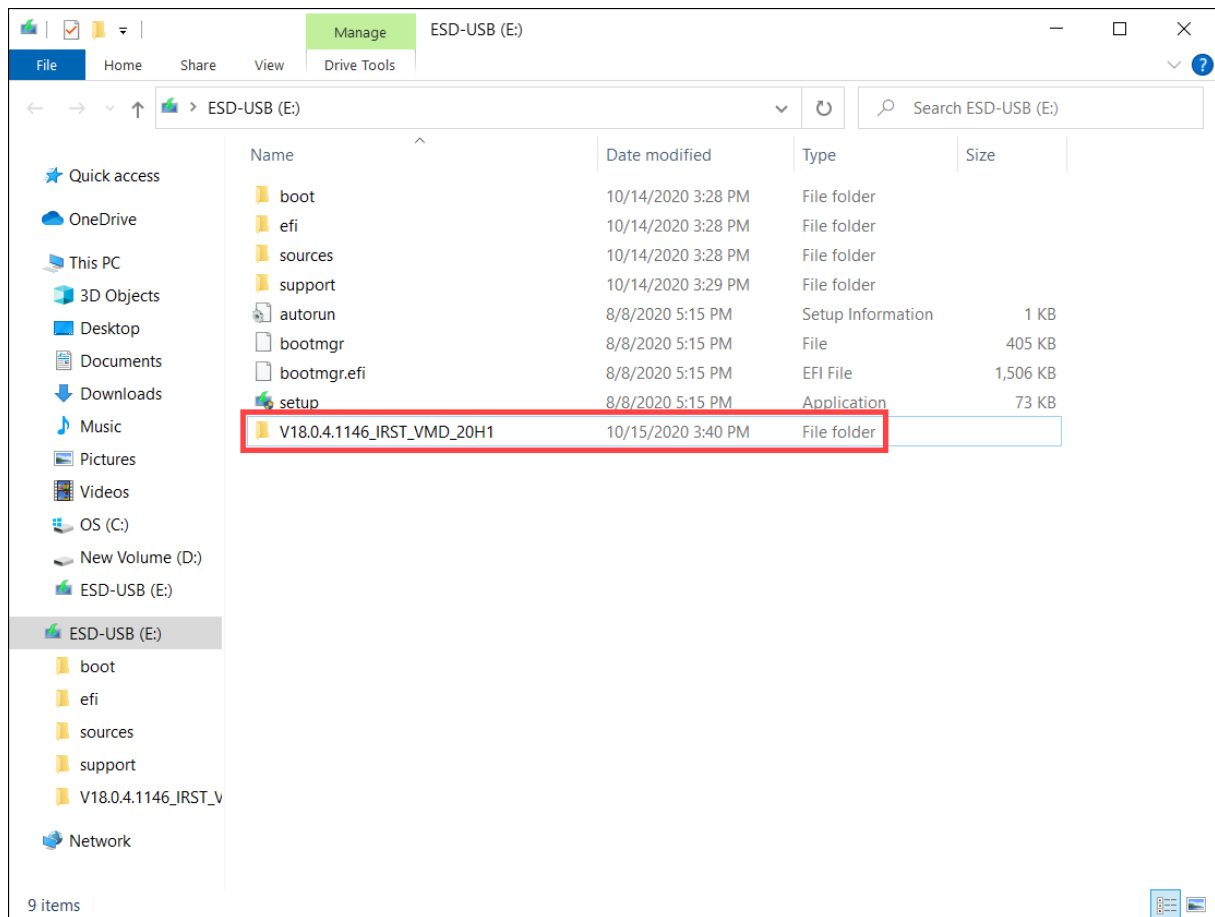 Manage ESD-USB (E:)
File Home Share View Drive Tools ?
ESD-USB (E:) Search ESD-USB (E:)
Name Date modified Type Size
Quick access
OneDrive
This PC
3D Objects
Desktop
Documents
Downloads
Music
Pictures
Videos
OS (C:)
New Volume (D:)
ESD-USB (E:)
ESD-USB (E:)
boot
efi
sources
support
V18.0.4.1146_IRST_V
Network
boot 10/14/2020 3:28 PM File folder
efi 10/14/2020 3:28 PM File folder
sources 10/14/2020 3:28 PM File folder
support 10/14/2020 3:29 PM File folder
autorun 8/8/2020 5:15 PM Setup Information 1 KB
bootmgr 8/8/2020 5:15 PM File 405 KB
bootmgr.efi 8/8/2020 5:15 PM EFI File 1,506 KB
setup 8/8/2020 5:15 PM Application 73 KB
V18.0.4.1146_IRST_VMD_20H1 10/15/2020 3:40 PM File folder
9 items